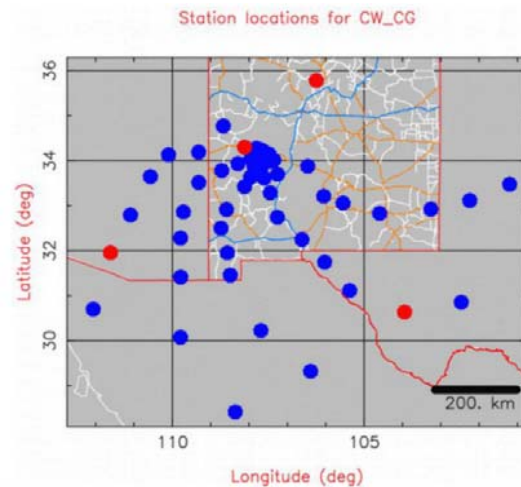 Station locations for CW_CG
36
34
32
30
Latitude (deg)
200. km
110
105
Longitude (deg)